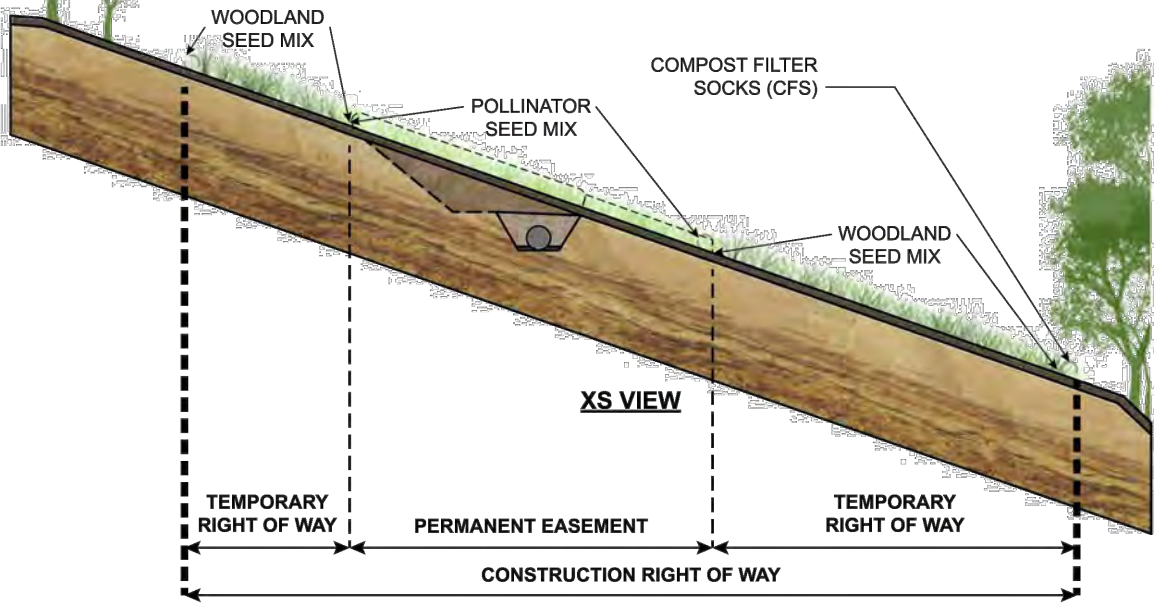 WOODLAND
SEED MIX
COMPOST FILTER
SOCKS (CFS)
POLLINATOR
SEED MIX
WOODLAND
SEED MIX
XS VIEW
TEMPORARY
RIGHT OF WAY
PERMANENT EASEMENT
TEMPORARY
RIGHT OF WAY
CONSTRUCTION RIGHT OF WAY